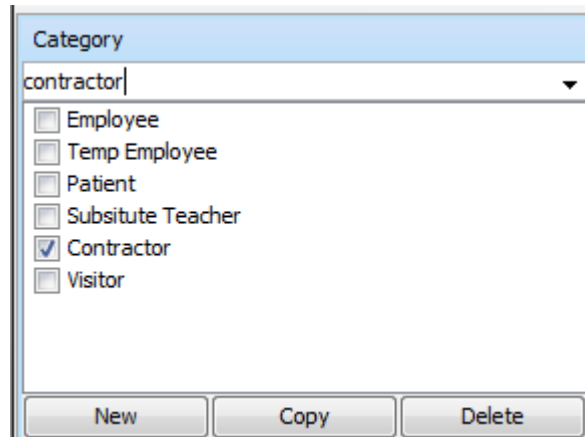 Category
contractor
Employee
Temp Employee
Patient
Subsitute Teacher
Contractor
Visitor
New Copy Delete